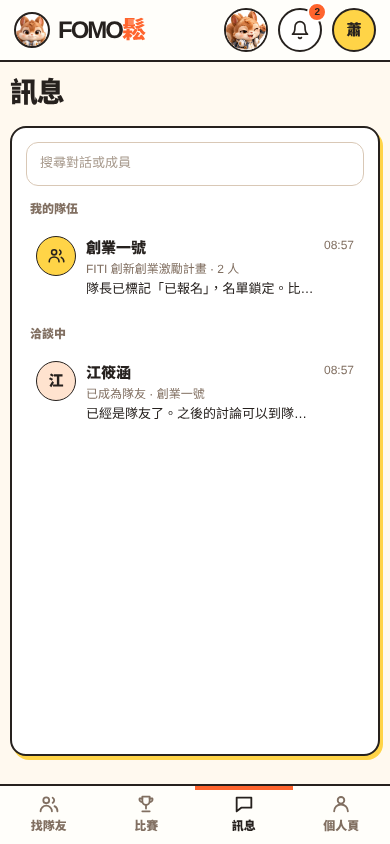 FOMO鬆
2
蕭
訊息
搜尋對話或成員
我的隊伍
創業一號
08:57
FITI 創新創業激勵計畫 · 2 人
隊長已標記「已報名」，名單鎖定。比…
洽談中
江
江筱涵
08:57
已成為隊友 · 創業一號
已經是隊友了。之後的討論可以到隊…
找隊友
比賽
訊息
個人頁